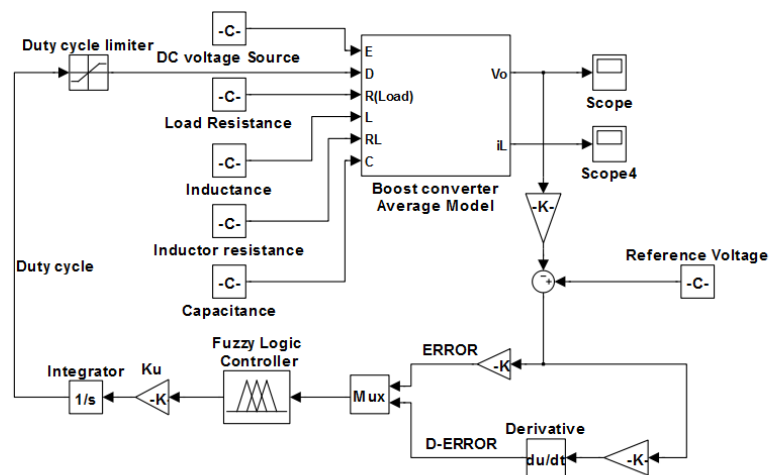 Duty cycle limiter
-C-
DC voltage Source
-C-
Load Resistance
-C-
Inductance
-C-
Inductor resistance
-C-
Capacitance
E
D
R(Load)
L
RL
C
Vo
iL
Boost converter
Average Model
Scope
Scope4
-K-
Reference Voltage
-C-
Duty cycle
Integrator
1/s
Ku
-K-
Fuzzy Logic
Controller
Mux
ERROR
-K-
D-ERROR
Derivative
du/dt
-K-